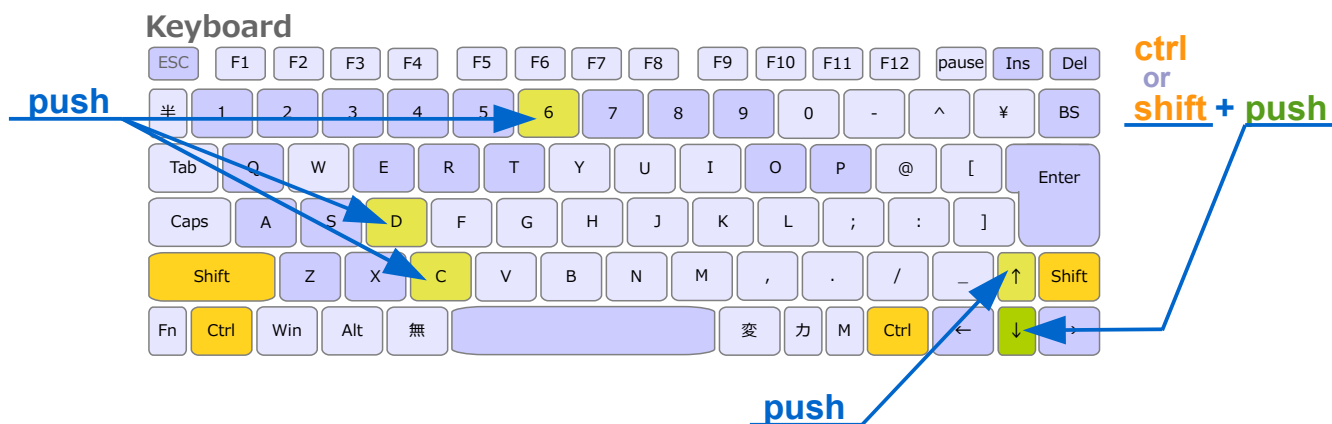 Keyboard
ESC F1 F2 F3 F4 F5 F6 F7 F8 F9 F10 F11 F12 pause Ins Del
ctrl
or
shift + push
push
半 1 2 3 4 5 6 7 8 9 0 - ^ ¥ BS
Tab Q W E R T Y U I O P @ [ Enter
Caps A S D F G H J K L ; : ]
Shift Z X C V B N M , . / _ ↑ Shift
Fn Ctrl Win Alt 無 変 カ M Ctrl ← ↓ →
push